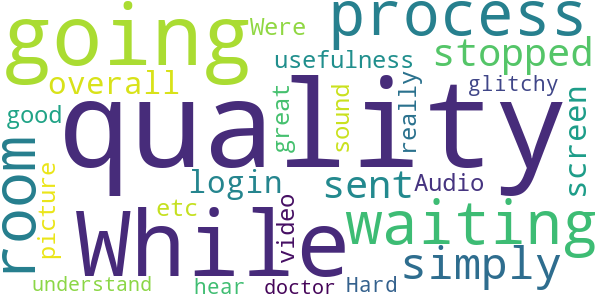 going
process
Were
stopped
usefulness
overall
glitchy
quality
good
great
sound
really
screen
room
picture
login
sent
Audio
etc
video
While
waiting
simply
understand
hear
doctor
Hard